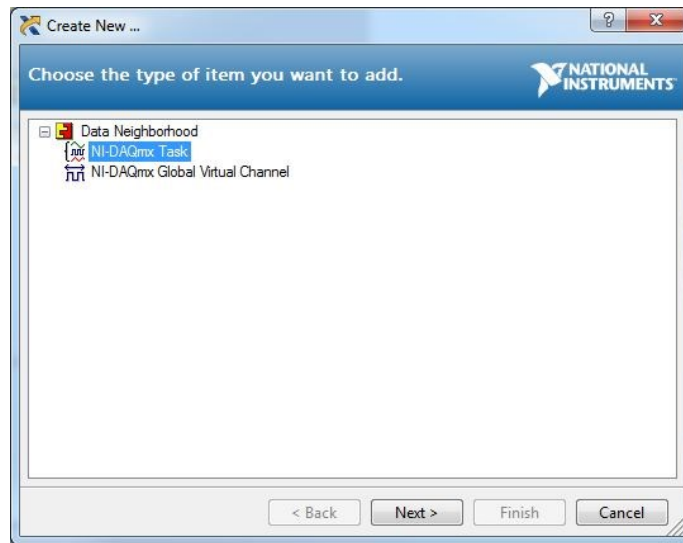 Create New ...
Choose the type of item you want to add.
NATIONAL
INSTRUMENTS
Data Neighborhood
NI-DAQmx Task
NI-DAQmx Global Virtual Channel
< Back
Next >
Finish
Cancel